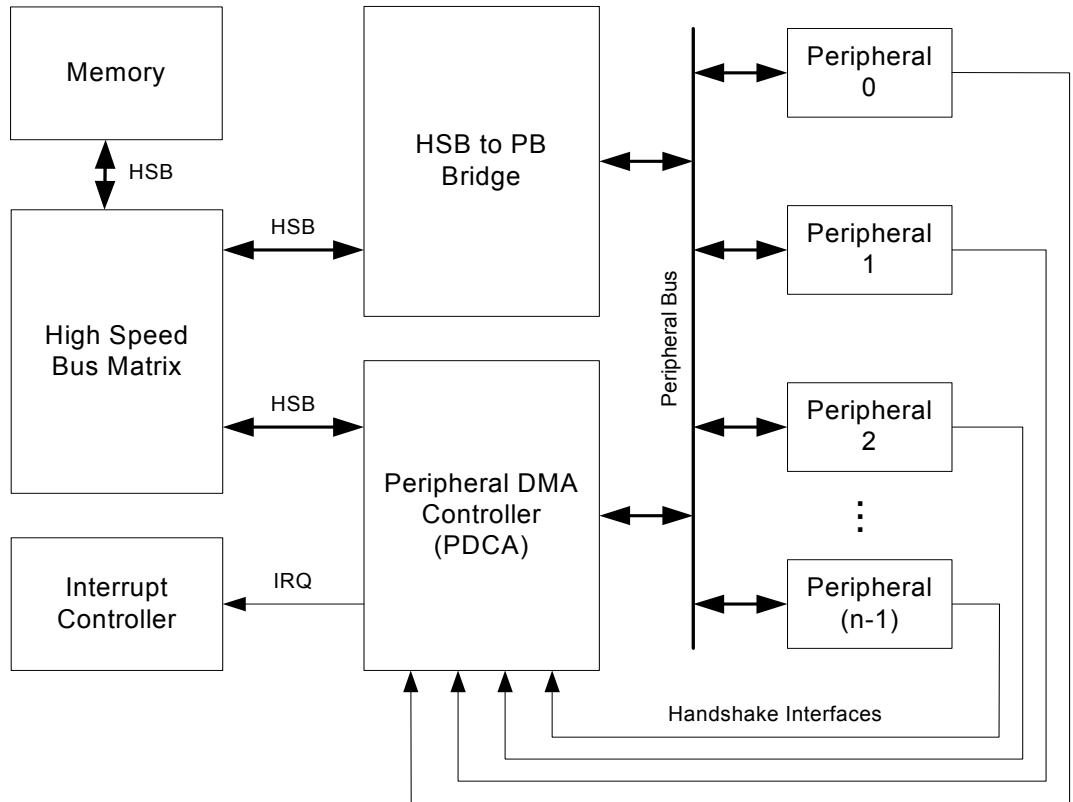 Memory
HSB
High Speed
Bus Matrix
HSB
HSB
HSB to PB
Bridge
Peripheral DMA
Controller
(PDCA)
IRQ
Interrupt
Controller
Peripheral Bus
Peripheral
0
Peripheral
1
Peripheral
2
⋮
Peripheral
(n-1)
Handshake Interfaces